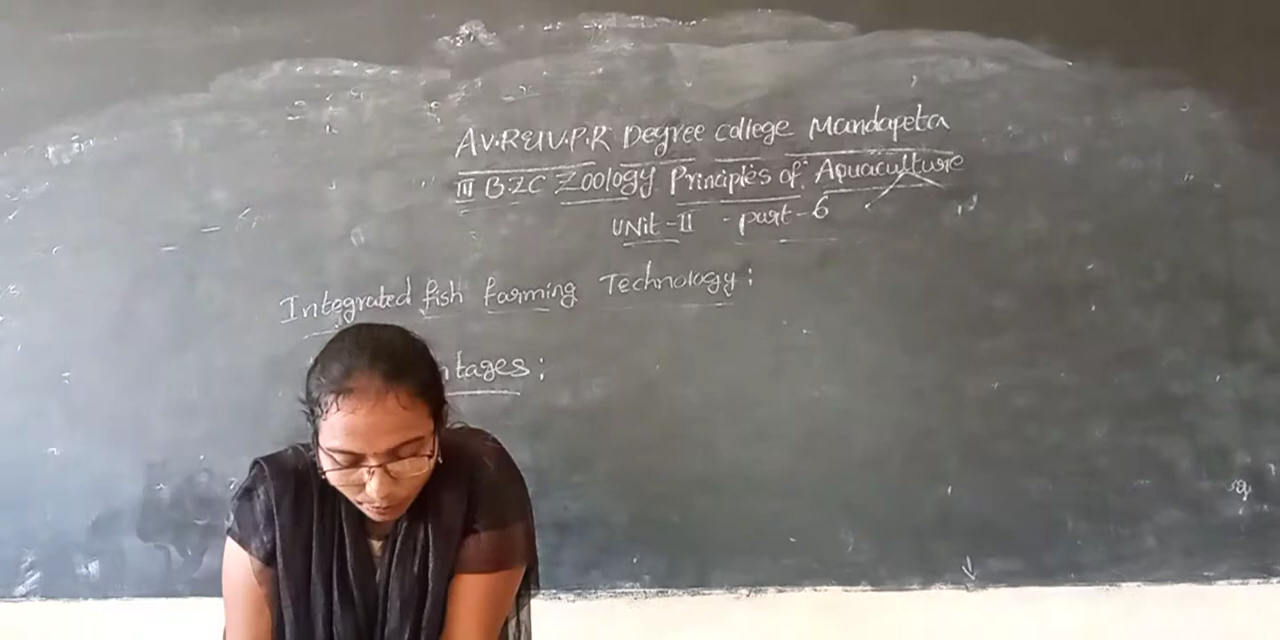 A.V.R & V.P.R Degree college Mandapeta
III B.Z.C Zoology Principles of Aquaculture
UNit-II - part-6
Integrated fish farming Technology:
ntages: